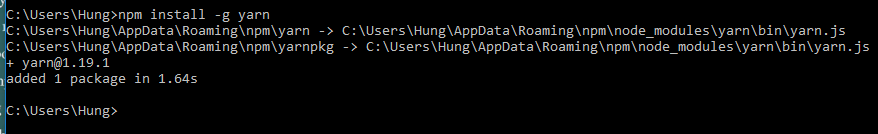 C:\Users\Hung>npm install -g yarn
C:\Users\Hung\AppData\Roaming\npm\yarn -> C:\Users\Hung\AppData\Roaming\npm\node_modules\yarn\bin\yarn.js
C:\Users\Hung\AppData\Roaming\npm\yarnpkg -> C:\Users\Hung\AppData\Roaming\npm\node_modules\yarn\bin\yarn.js
+ yarn@1.19.1
added 1 package in 1.64s
C:\Users\Hung>